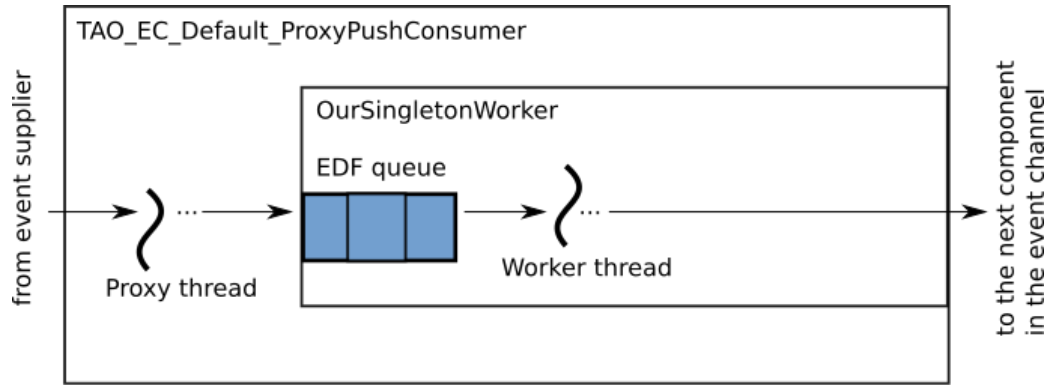 TAO_EC_Default_ProxyPushConsumer
from event supplier
OurSingletonWorker
EDF queue
...
...
Proxy thread
Worker thread
to the next component
in the event channel